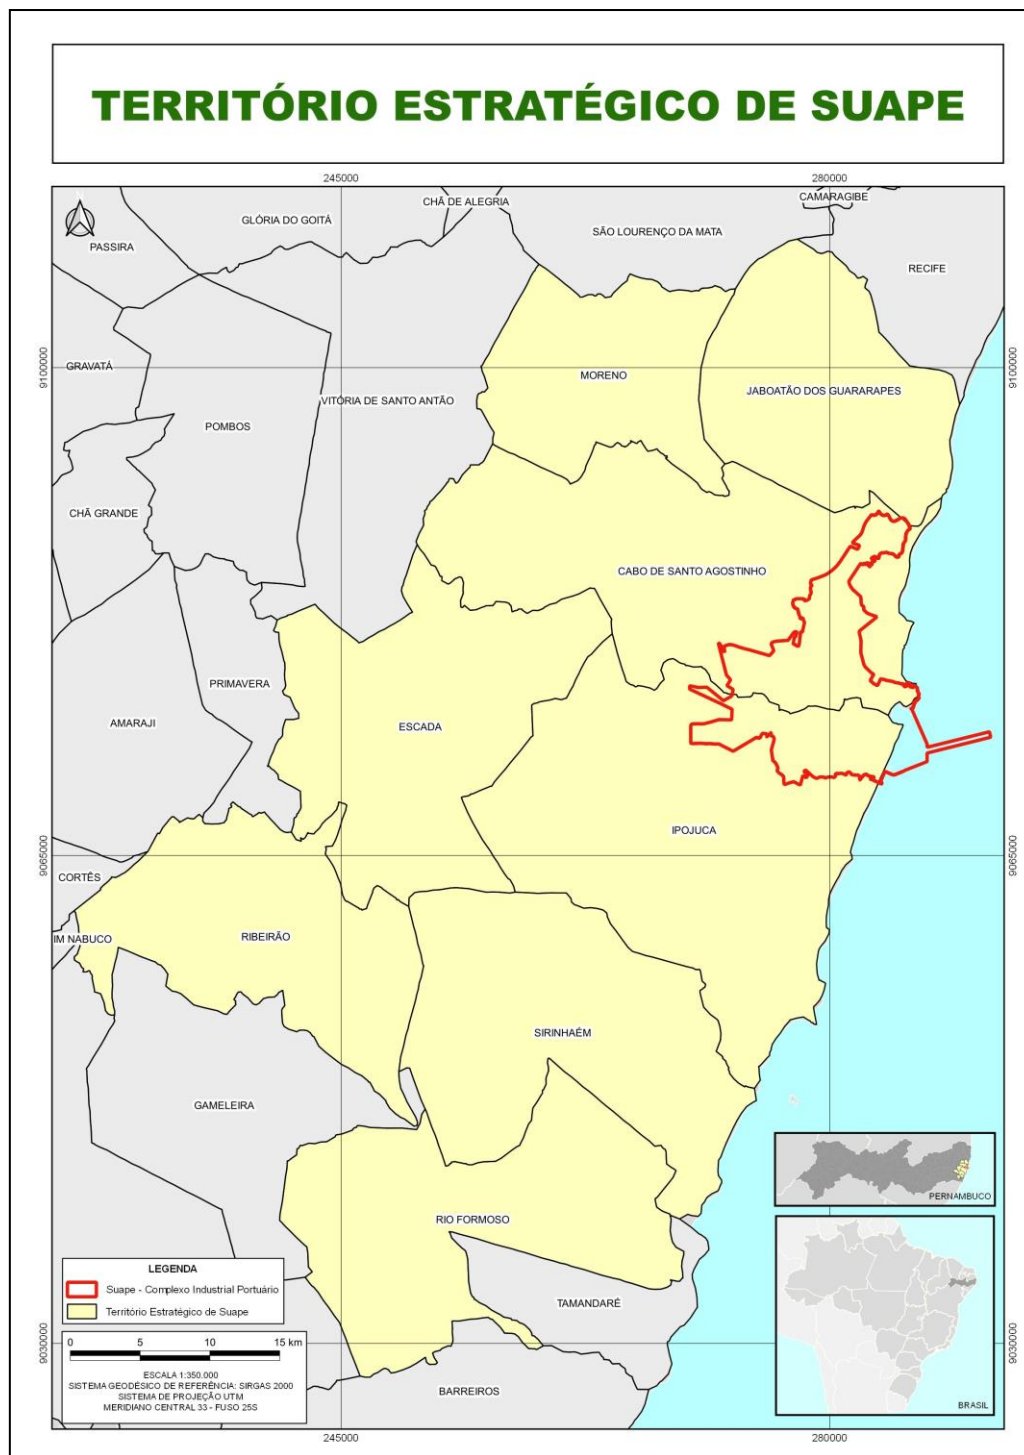 TERRITÓRIO ESTRATÉGICO DE SUAPE
245000
280000
CHÃ DE ALEGRIA
CAMARAGIBE
GLÓRIA DO GOITÁ
SÃO LOURENÇO DA MATA
PASSIRA
RECIFE
9100000
9100000
GRAVATÁ
MORENO
JABOATÃO DOS GUARARAPES
VITÓRIA DE SANTO ANTÃO
POMBOS
CHÃ GRANDE
CABO DE SANTO AGOSTINHO
PRIMAVERA
AMARAJI
ESCADA
IPOJUCA
9065000
9065000
CORTÊS
RIBEIRÃO
IM NABUCO
SIRINHAÉM
GAMELEIRA
PERNAMBUCO
RIO FORMOSO
LEGENDA
Suape - Complexo Industrial Portuário
Território Estratégico de Suape
TAMANDARÉ
0 5 10 15 km
9030000
9030000
ESCALA 1:350.000
SISTEMA GEODÉSICO DE REFERÊNCIA: SIRGAS 2000
SISTEMA DE PROJEÇÃO UTM
MERIDIANO CENTRAL 33 - FUSO 25S
BARREIROS
BRASIL
245000
280000